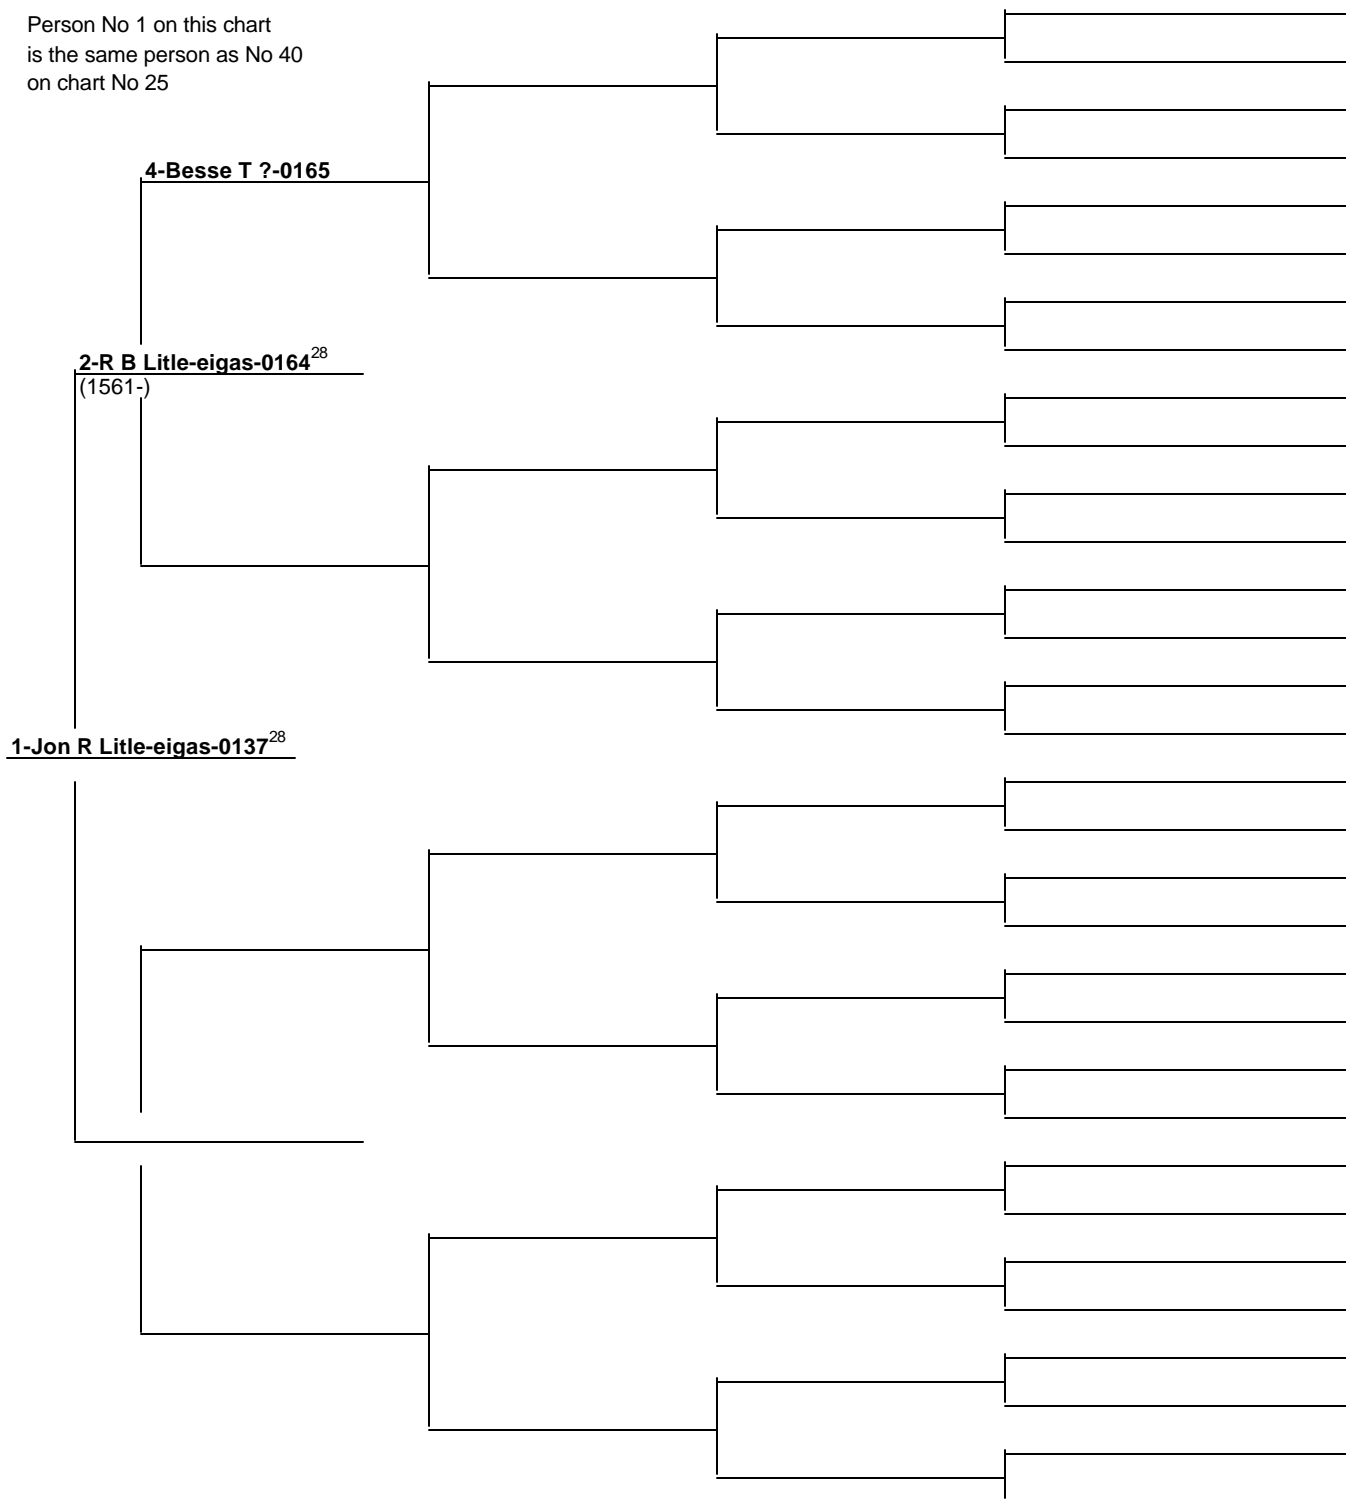 Person No 1 on this chart
is the same person as No 40
on chart No 25
4-Besse T ?-0165
2-R B Litle-eigas-0164²⁸
(1561-)
1-Jon R Litle-eigas-0137²⁸